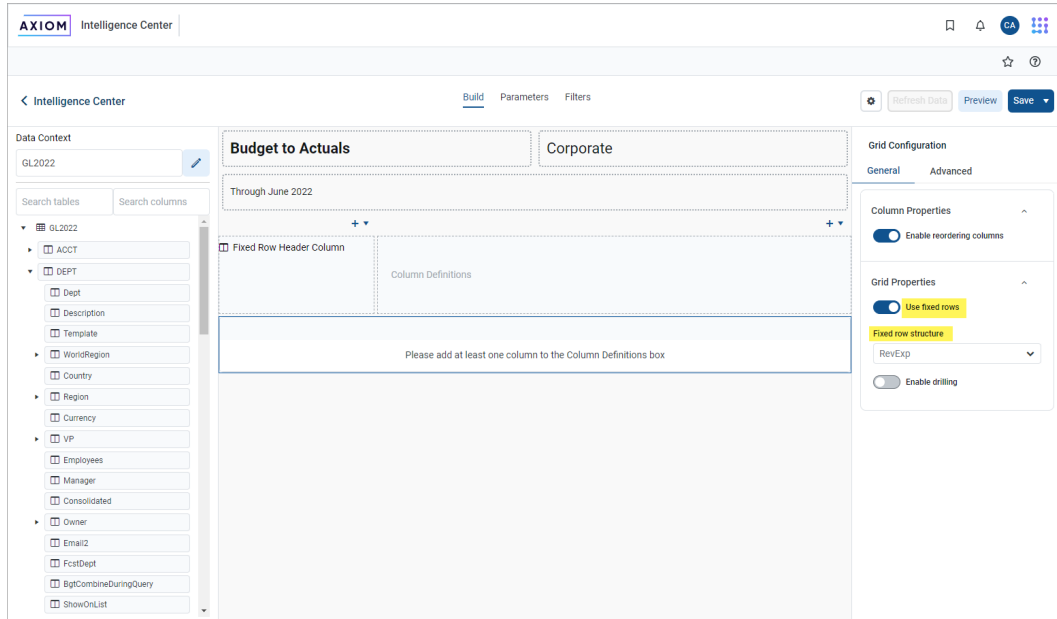 AXIOM Intelligence Center
CA
Intelligence Center
Build Parameters Filters
Refresh Data Preview Save
Data Context
GL2022
Search tables Search columns
GL2022
ACCT
DEPT
Dept
Description
Template
WorldRegion
Country
Region
Currency
VP
Employees
Manager
Consolidated
Owner
Email2
FcstDept
BgtCombineDuringQuery
ShowOnList
Budget to Actuals
Corporate
Through June 2022
Fixed Row Header Column
Column Definitions
Please add at least one column to the Column Definitions box
Grid Configuration
General Advanced
Column Properties
Enable reordering columns
Grid Properties
Use fixed rows
Fixed row structure
RevExp
Enable drilling